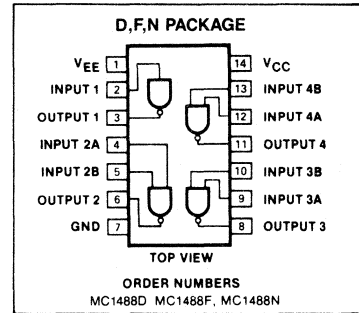 D,F,N PACKAGE
VEE 1 14 VCC
INPUT 1 2 13 INPUT 4B
OUTPUT 1 3 12 INPUT 4A
INPUT 2A 4 11 OUTPUT 4
INPUT 2B 5 10 INPUT 3B
OUTPUT 2 6 9 INPUT 3A
GND 7 8 OUTPUT 3
TOP VIEW
ORDER NUMBERS
MC1488D MC1488F, MC1488N